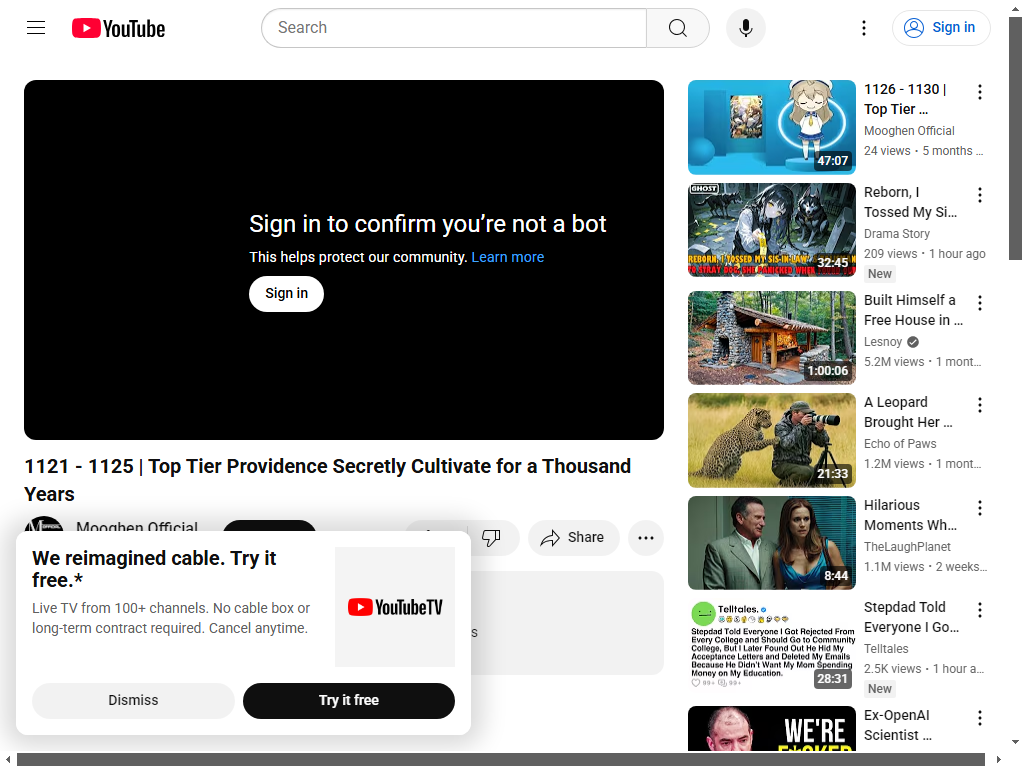 YouTube
Search
Sign in
Sign in to confirm you’re not a bot
This helps protect our community. Learn more
Sign in
1121 - 1125 | Top Tier Providence Secretly Cultivate for a Thousand
Years
Mooghen Official
Share
We reimagined cable. Try it
free.*
Live TV from 100+ channels. No cable box or
long-term contract required. Cancel anytime.
YouTubeTV
Dismiss
Try it free
47:07
1126 - 1130 |
Top Tier ...
Mooghen Official
24 views • 5 months ...
GHOST
REBORN, I TOSSED MY SIS-IN-LAW'S
TO STRAY DOG, SHE PANICKED WHEN
32:45
Reborn, I
Tossed My Si...
Drama Story
209 views • 1 hour ago
New
1:00:06
Built Himself a
Free House in ...
Lesnoy
5.2M views • 1 mont...
21:33
A Leopard
Brought Her ...
Echo of Paws
1.2M views • 1 mont...
8:44
Hilarious
Moments Wh...
TheLaughPlanet
1.1M views • 2 weeks...
Telltales.
Stepdad Told Everyone I Got Rejected From
Every College and Should Go to Community
College, But I Later Found Out He Hid My
Acceptance Letters and Deleted My Emails
Because He Didn't Want My Mom Spending
Money on My Education.
99+ 99+
28:31
Stepdad Told
Everyone I Go...
Telltales
2.5K views • 1 hour a...
New
WE'RE
Ex-OpenAI
Scientist ...